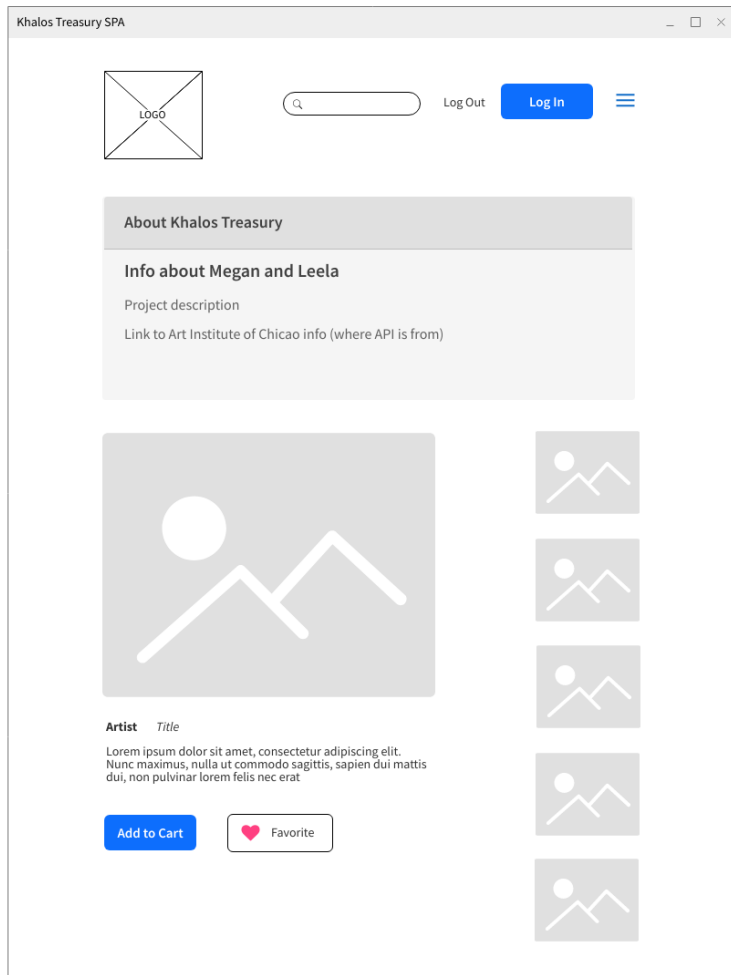 Khalos Treasury SPA
LOGO
Log Out
Log In
About Khalos Treasury
Info about Megan and Leela
Project description
Link to Art Institute of Chicao info (where API is from)
Artist Title
Lorem ipsum dolor sit amet, consectetur adipiscing elit.
Nunc maximus, nulla ut commodo sagittis, sapien dui mattis
dui, non pulvinar lorem felis nec erat
Add to Cart
Favorite